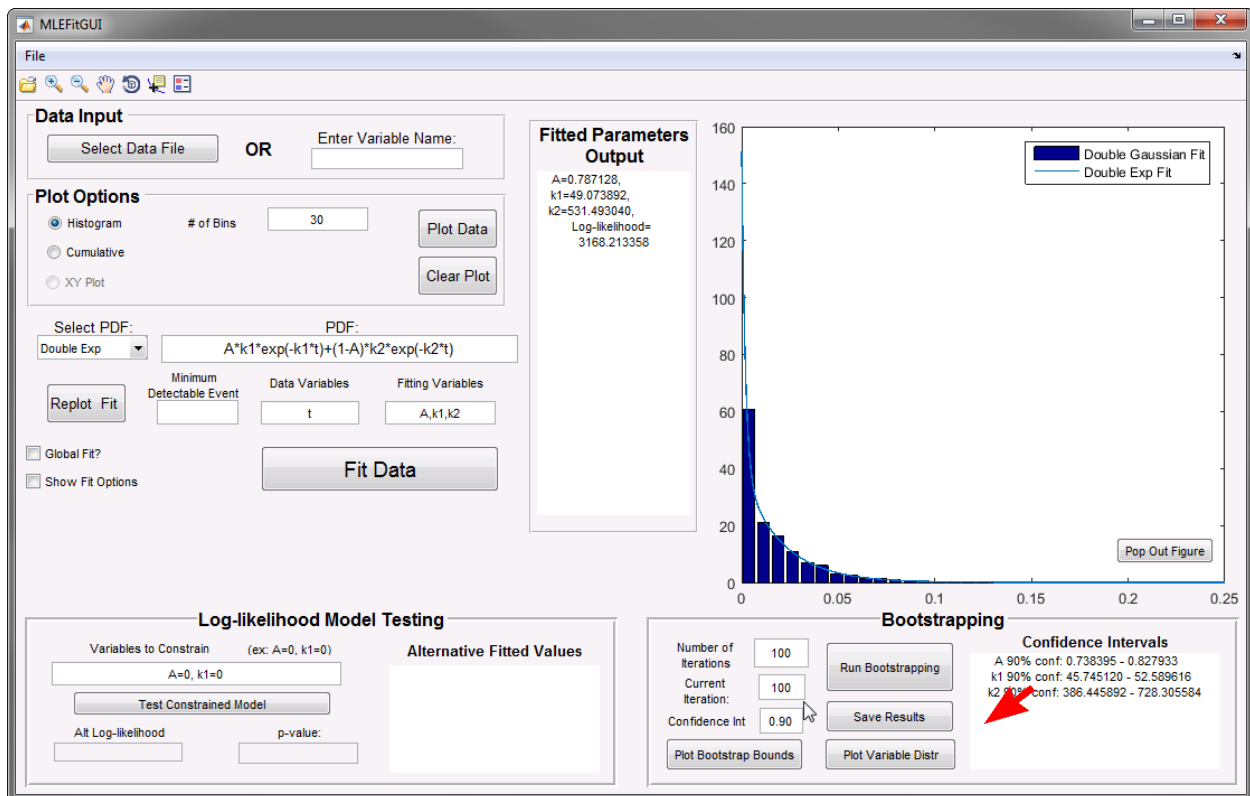 MLEFitGUI
File
Data Input
Select Data File
OR
Enter Variable Name:
Plot Options
Histogram
# of Bins
30
Plot Data
Cumulative
XY Plot
Clear Plot
Select PDF:
PDF:
Double Exp
A*k1*exp(-k1*t)+(1-A)*k2*exp(-k2*t)
Replot Fit
Minimum
Detectable Event
Data Variables
Fitting Variables
t
A,k1,k2
Global Fit?
Show Fit Options
Fit Data
Fitted Parameters
Output
A=0.787128,
k1=49.073892,
k2=531.493040,
Log-likelihood=
3168.213358
160
140
120
100
80
60
40
20
0
0
0.05
0.1
0.15
0.2
0.25
Double Gaussian Fit
Double Exp Fit
Pop Out Figure
Log-likelihood Model Testing
Variables to Constrain
(ex: A=0, k1=0)
A=0, k1=0
Test Constrained Model
Alt Log-likelihood
p-value:
Alternative Fitted Values
Bootstrapping
Number of
Iterations
100
Current
Iteration:
100
Confidence Int
0.90
Run Bootstrapping
Save Results
Plot Bootstrap Bounds
Plot Variable Distr
Confidence Intervals
A 90% conf: 0.738395 - 0.827933
k1 90% conf: 45.745120 - 52.589616
k2 90% conf: 386.445892 - 728.305584